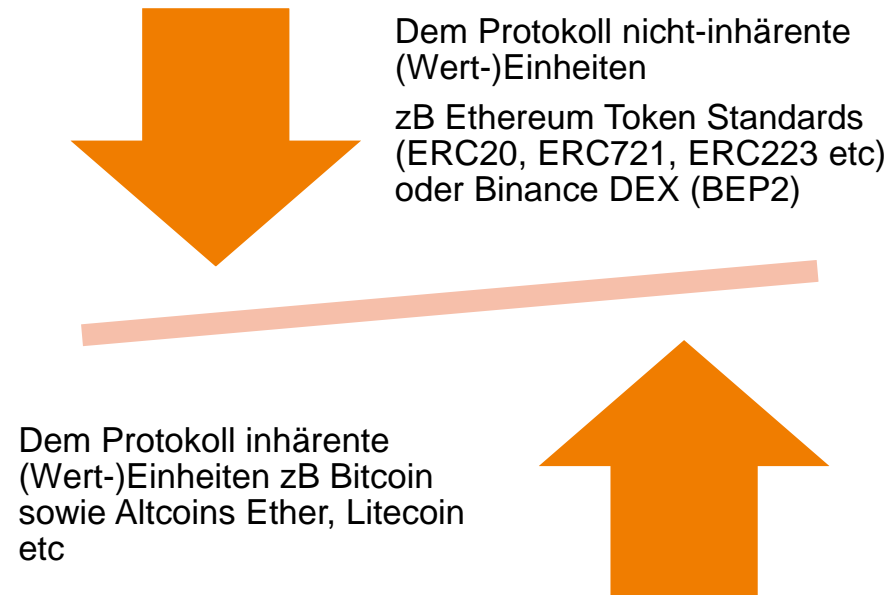 Dem Protokoll nicht-inhärente
(Wert-)Einheiten
zB Ethereum Token Standards
(ERC20, ERC721, ERC223 etc)
oder Binance DEX (BEP2)
Dem Protokoll inhärente
(Wert-)Einheiten zB Bitcoin
sowie Altcoins Ether, Litecoin
etc